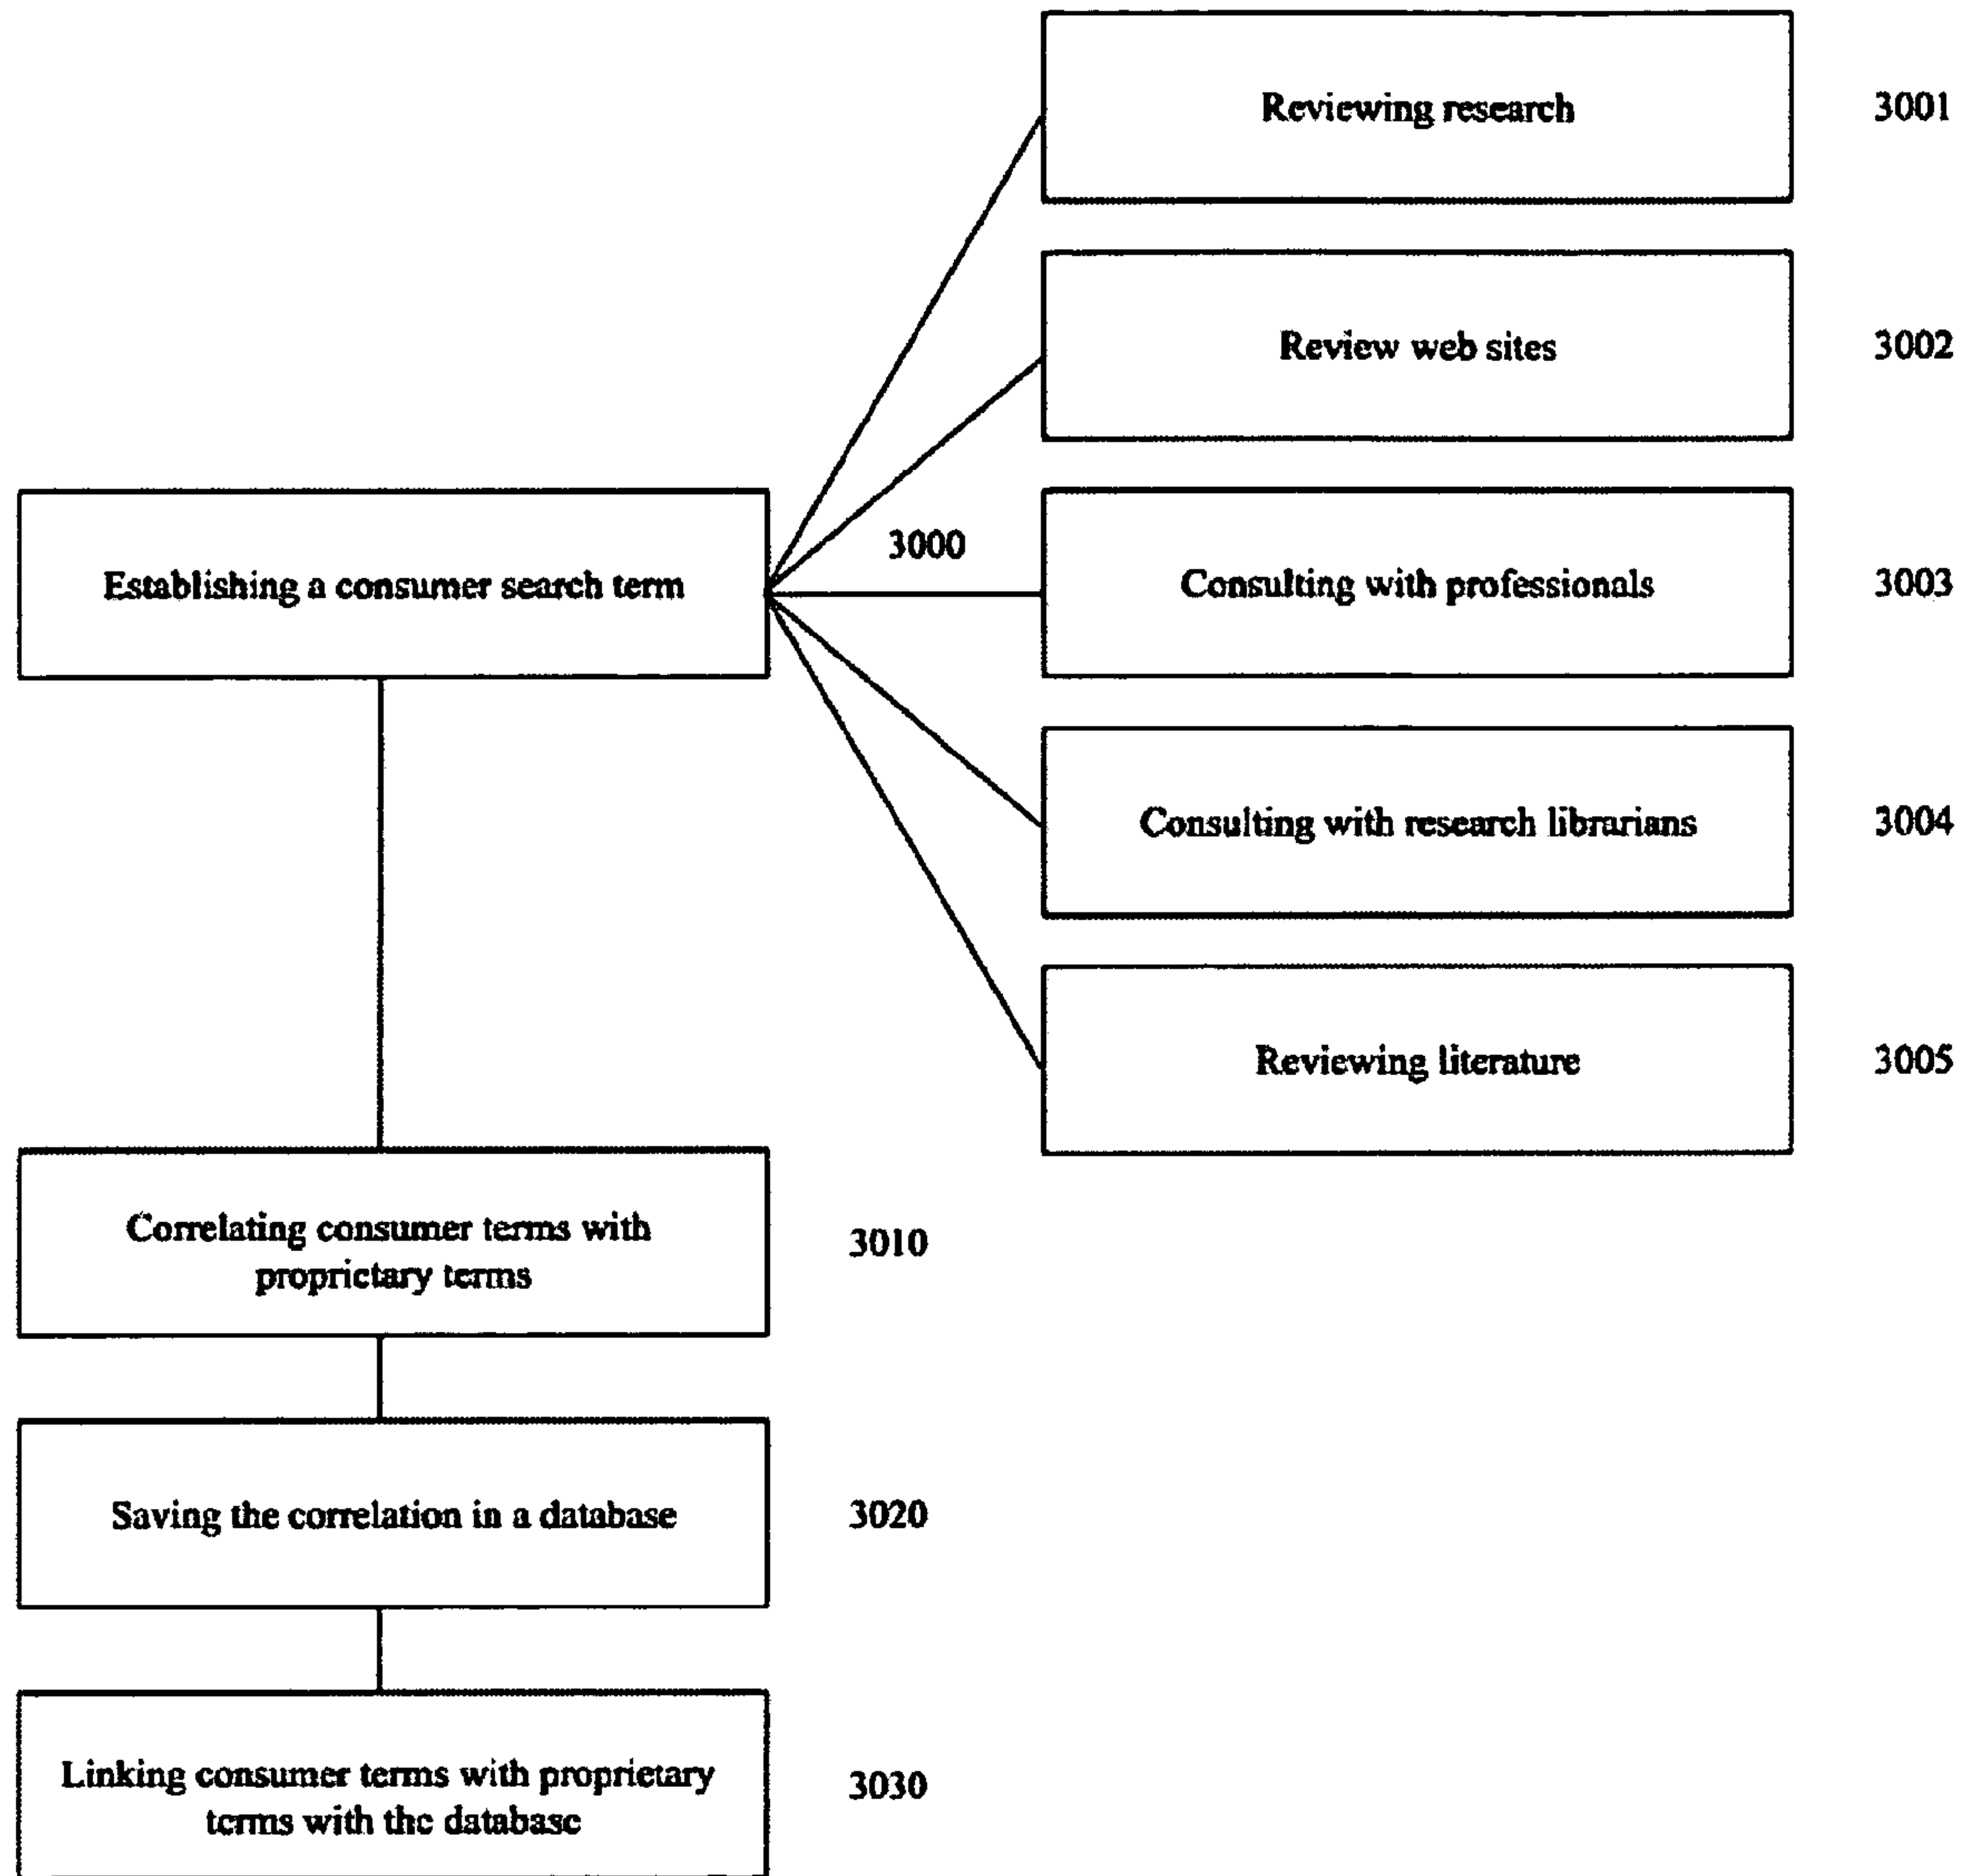 Reviewing research
3001
Review web sites
3002
3000
Establishing a consumer search term
Consulting with professionals
3003
Consulting with research librarians
3004
Reviewing literature
3005
Correlating consumer terms with
proprietary terms
3010
Saving the correlation in a database
3020
Linking consumer terms with proprietary
terms with the database
3030